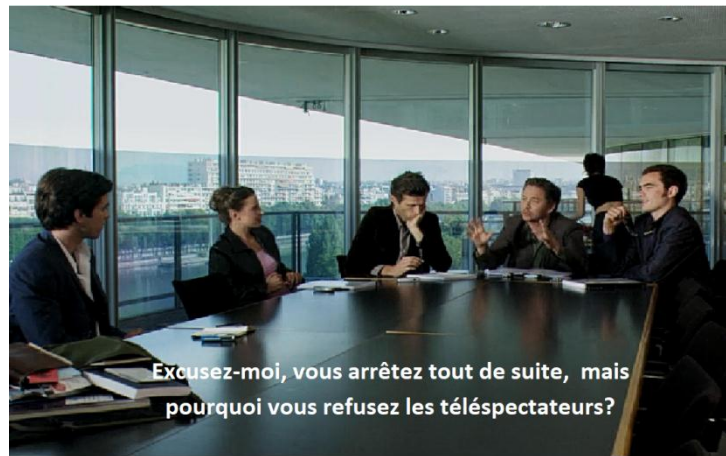 Excusez-moi, vous arrêtez tout de suite,  mais
pourquoi vous refusez les téléspectateurs?